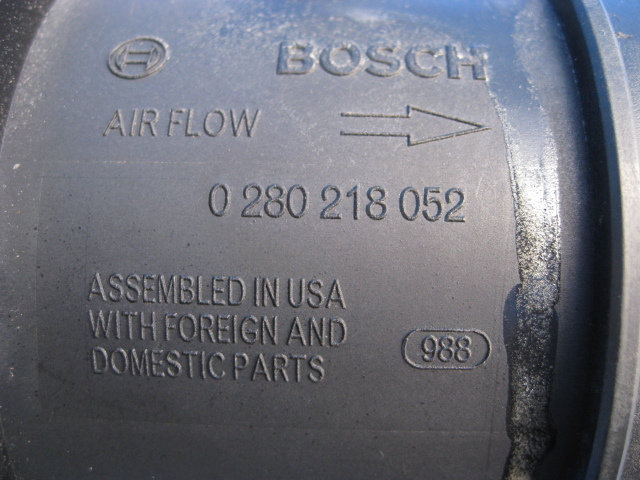 BOSCH
AIR FLOW
0 280 218 052
ASSEMBLED IN USA
WITH FOREIGN AND
DOMESTIC PARTS
988